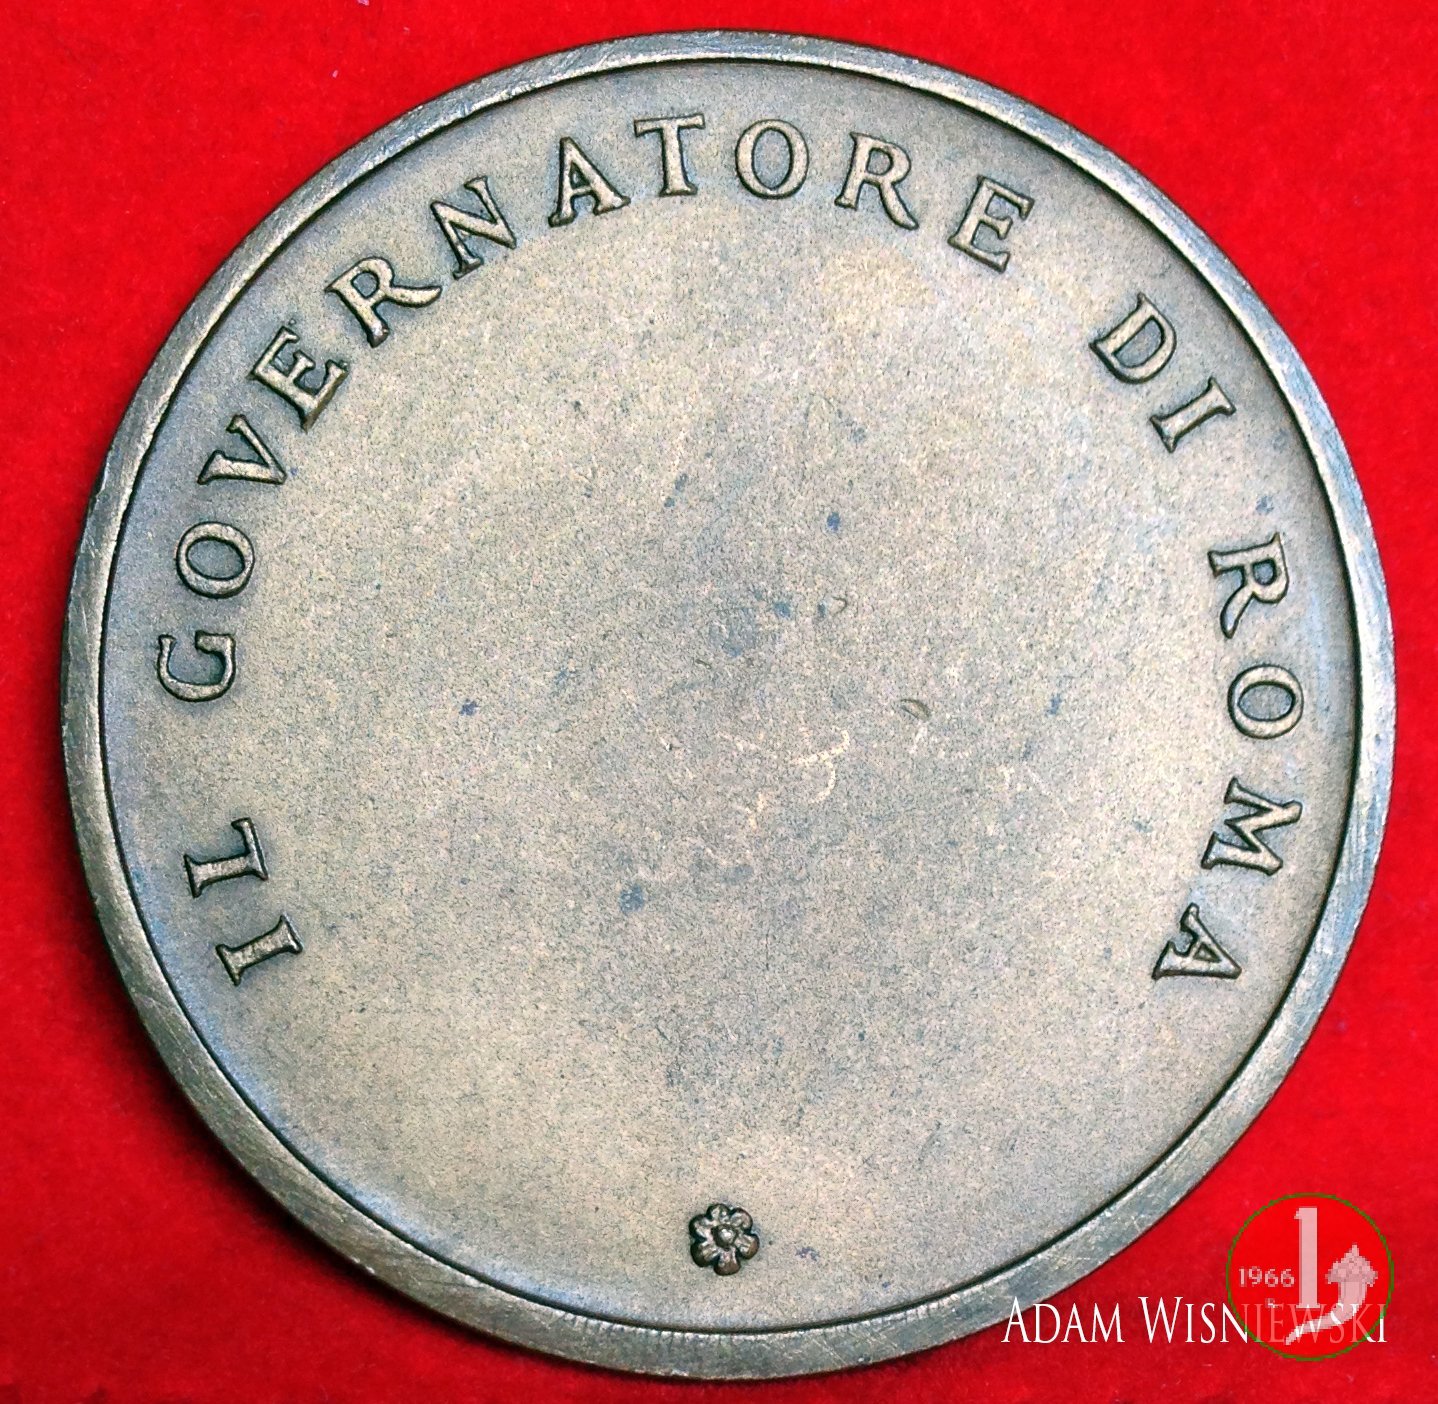 IL GOVERNATORE DI ROMA
1966
ADAM WISNIEWSKI